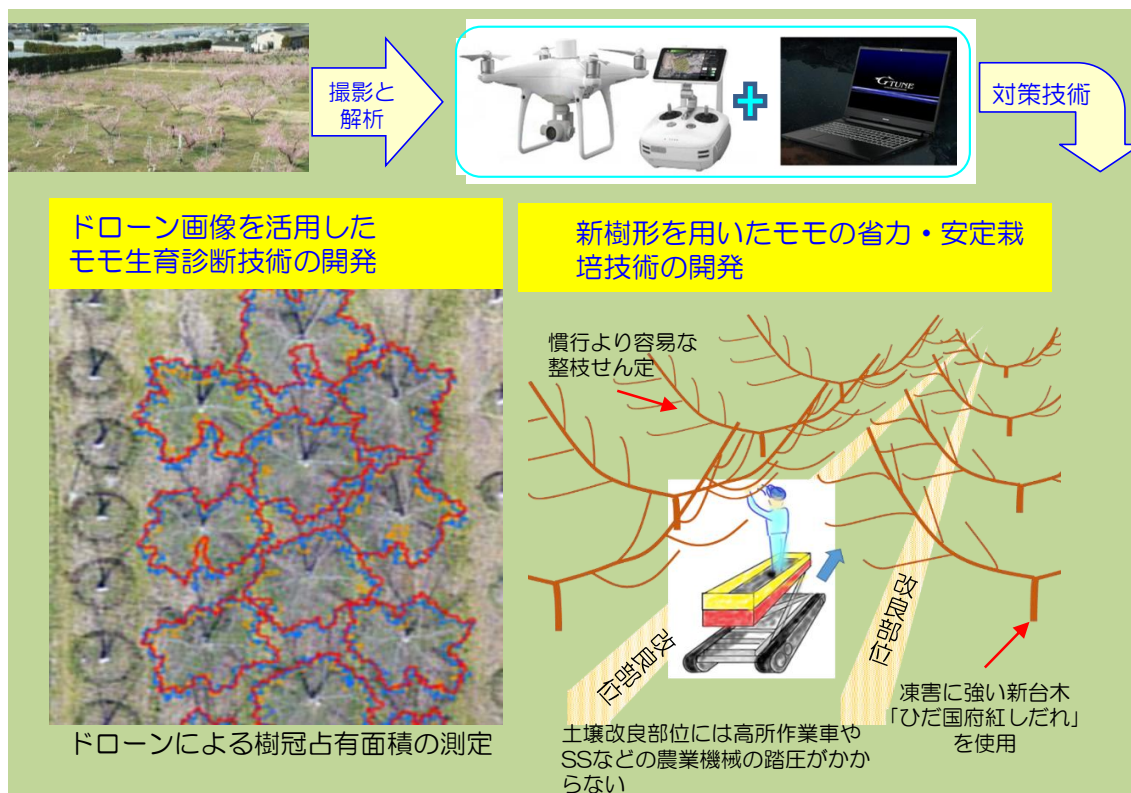 撮影と
解析
GTUNE
対策技術
ドローン画像を活用した
モモ生育診断技術の開発
新樹形を用いたモモの省力・安定栽
培技術の開発
慣行より容易な
整枝せん定
改良部位
改良部位
凍害に強い新台木
「ひだ国府紅しだれ」
を使用
土壌改良部位には高所作業車や
SSなどの農業機械の踏圧がかか
らない
ドローンによる樹冠占有面積の測定